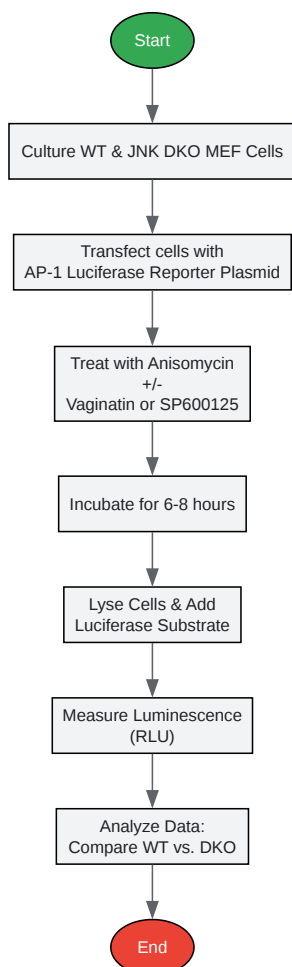 Start
Culture WT & JNK DKO MEF Cells
Transfect cells with
AP-1 Luciferase Reporter Plasmid
Treat with Anisomycin
+/-
Vaginatin or SP600125
Incubate for 6-8 hours
Lyse Cells & Add
Luciferase Substrate
Measure Luminescence
(RLU)
Analyze Data:
Compare WT vs. DKO
End